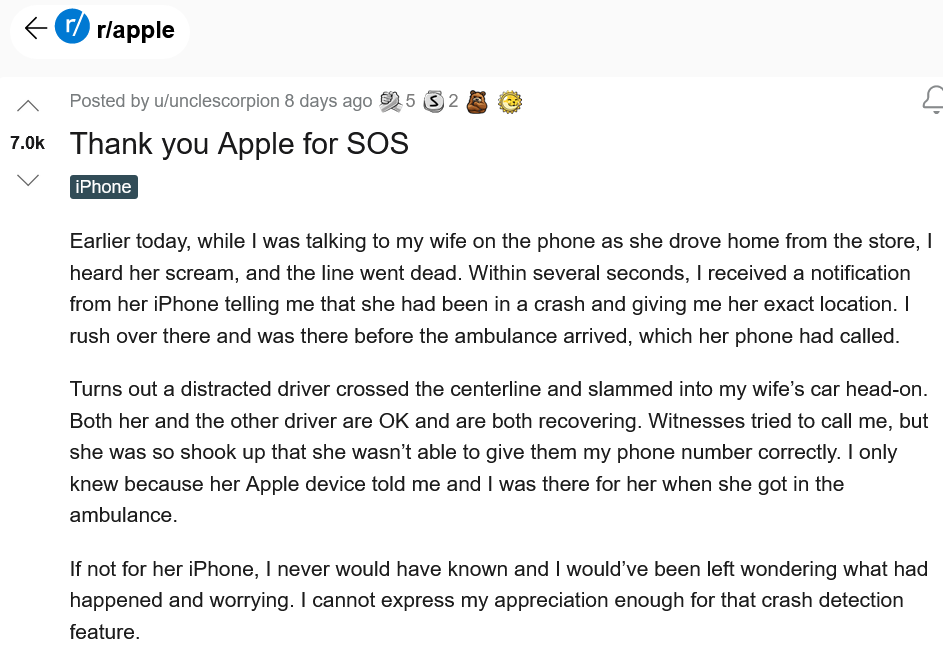 r/ r/apple
Posted by u/unclescorpion 8 days ago 5 S 2
7.0k
Thank you Apple for SOS
iPhone
Earlier today, while I was talking to my wife on the phone as she drove home from the store, I
heard her scream, and the line went dead. Within several seconds, I received a notification
from her iPhone telling me that she had been in a crash and giving me her exact location. I
rush over there and was there before the ambulance arrived, which her phone had called.
Turns out a distracted driver crossed the centerline and slammed into my wife’s car head-on.
Both her and the other driver are OK and are both recovering. Witnesses tried to call me, but
she was so shook up that she wasn’t able to give them my phone number correctly. I only
knew because her Apple device told me and I was there for her when she got in the
ambulance.
If not for her iPhone, I never would have known and I would’ve been left wondering what had
happened and worrying. I cannot express my appreciation enough for that crash detection
feature.